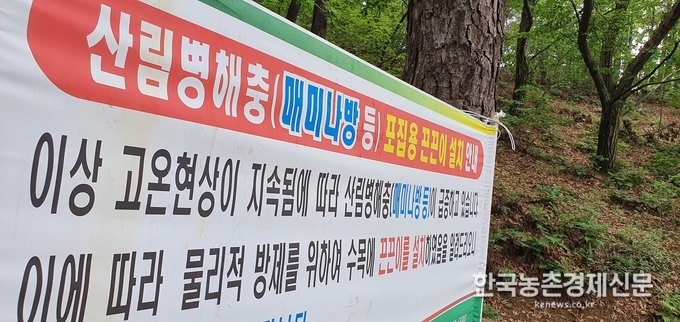 산림병해충(매미나방 등) 포집용 끈끈이 설치 안내
이상 고온현상이 지속됨에 따라 산림병해충(매미나방 등)이 급증하고 있습니다
이에 따라 물리적 방제를 위하여 수목에 끈끈이를 설치하였음을 알려드리오니
한국농촌경제신문
kenews.co.kr